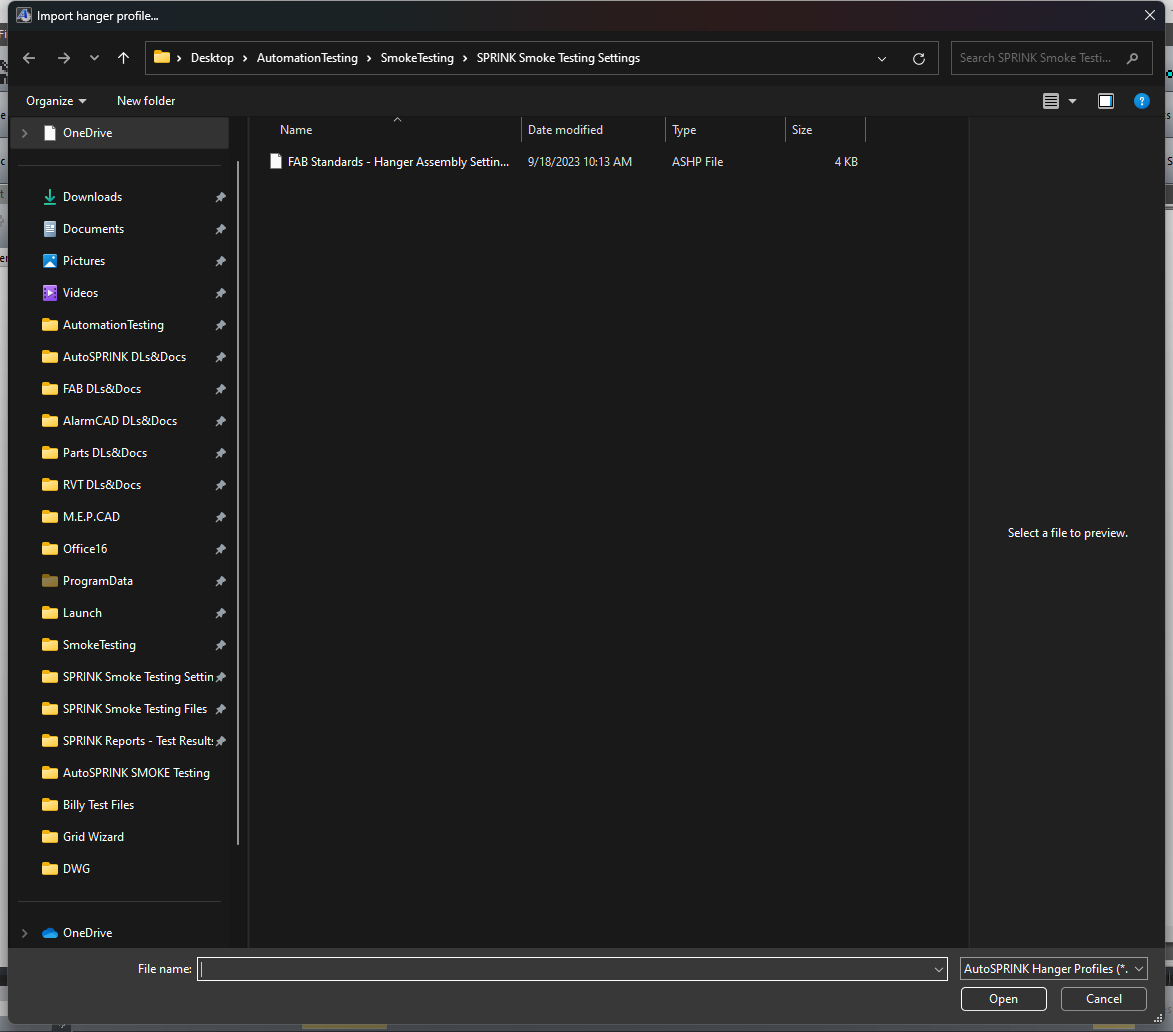 Import hanger profile...
Desktop > AutomationTesting > SmokeTesting > SPRINK Smoke Testing Settings
Search SPRINK Smoke Testi...
Organize
New folder
?
OneDrive
Name
Date modified
Type
Size
FAB Standards - Hanger Assembly Settin...
9/18/2023 10:13 AM
ASHP File
4 KB
Downloads
Documents
Pictures
Videos
AutomationTesting
AutoSPRINK DLs&Docs
FAB DLs&Docs
AlarmCAD DLs&Docs
Parts DLs&Docs
RVT DLs&Docs
M.E.P.CAD
Office16
ProgramData
Launch
SmokeTesting
SPRINK Smoke Testing Settin
SPRINK Smoke Testing Files
SPRINK Reports - Test Results
AutoSPRINK SMOKE Testing
Billy Test Files
Grid Wizard
DWG
OneDrive
Select a file to preview.
File name:
AutoSPRINK Hanger Profiles (*.
Open
Cancel